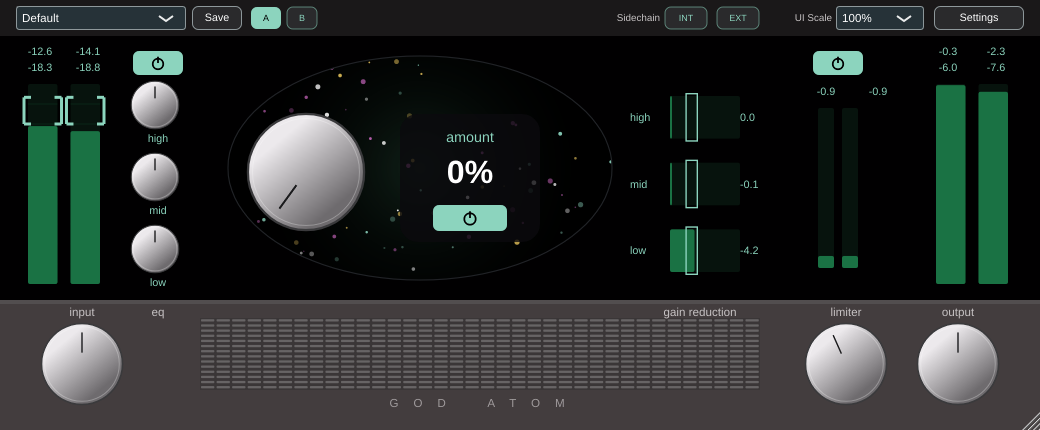 Default
Save
A
B
Sidechain
INT
EXT
UI Scale
100%
Settings
-12.6
-14.1
-18.3
-18.8
high
mid
low
amount
0%
high
0.0
mid
-0.1
low
-4.2
-0.9
-0.9
-0.3
-2.3
-6.0
-7.6
input
eq
gain reduction
limiter
output
GOD ATOM